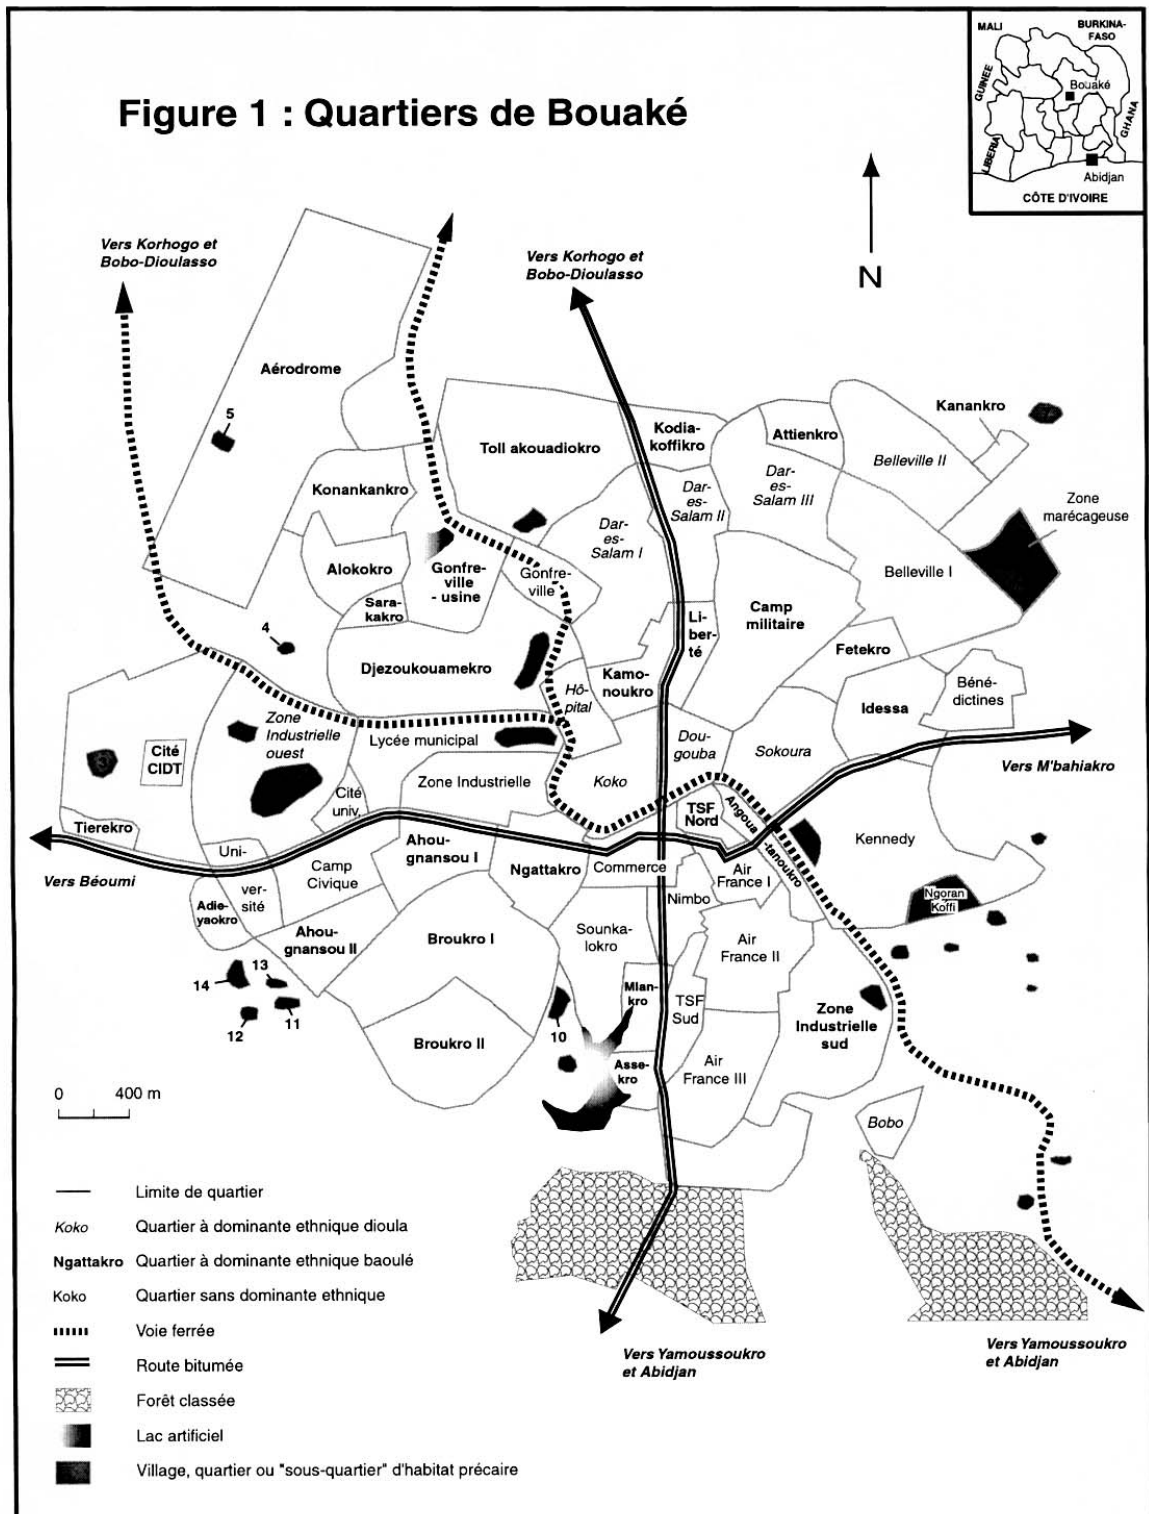 Figure 1 : Quartiers de Bouaké
MALI
BURKINA-
FASO
GUINEE
Bouaké
GHANA
LIBERIA
Abidjan
CÔTE D'IVOIRE
N
Vers Korhogo et
Bobo-Dioulasso
Vers Korhogo et
Bobo-Dioulasso
Aérodrome
5
Toll akouadiokro
Kodia-
koffikro
Attienkro
Kanankro
Belleville II
Dar-
es-
Salam III
Dar-
es-
Salam II
Dar-
es-
Salam I
Zone
marécageuse
Konankankro
Alokokro
Gonfre-
ville
- usine
Gonfre-
ville
Belleville I
Sara-
kakro
Camp
militaire
Li-
ber-
té
4
Fetekro
Djezoukouamekro
Kamo-
noukro
Hô-
pital
Idessa
Béné-
dictines
Zone
Industrielle
ouest
Lycée municipal
Dou-
gouba
Sokoura
Cité
CIDT
Vers M'bahiakro
Zone Industrielle
Koko
Cité
univ.
TSF
Nord
Angoua
-tanoukro
Tierekro
Kennedy
Uni-
ver-
sité
Camp
Civique
Ahou-
gnansou I
Ngattakro
Commerce
Air
France I
Vers Béoumi
Nimbo
Ngoran
Koffi
Adie-
yaokro
Ahou-
gnansou II
Broukro I
Sounka-
lokro
Air
France II
14
13
12
11
Mlan-
kro
TSF
Sud
Zone
Industrielle
sud
10
Broukro II
Asse-
kro
Air
France III
Bobo
0 400 m
Limite de quartier
Koko Quartier à dominante ethnique dioula
Ngattakro Quartier à dominante ethnique baoulé
Koko Quartier sans dominante ethnique
Voie ferrée
Route bitumée
Forêt classée
Lac artificiel
Village, quartier ou "sous-quartier" d'habitat précaire
Vers Yamoussoukro
et Abidjan
Vers Yamoussoukro
et Abidjan